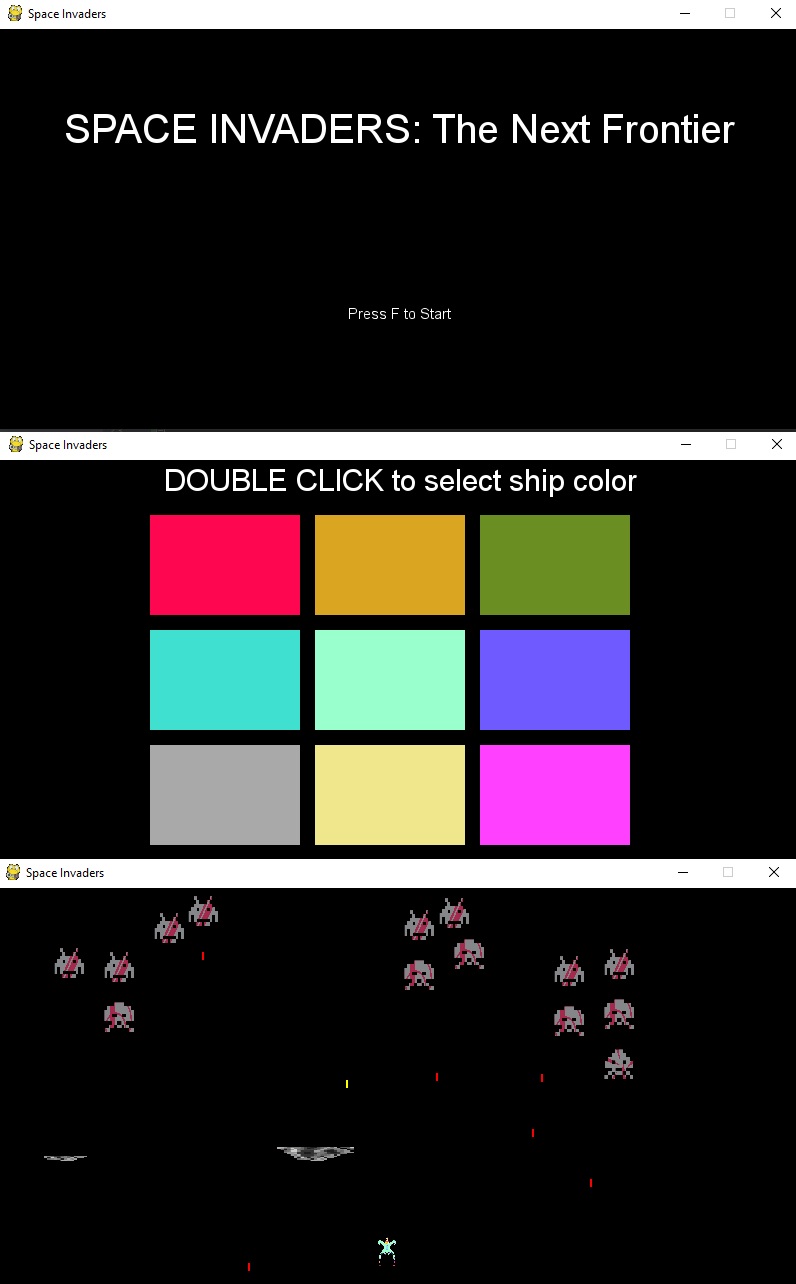 Space Invaders
SPACE INVADERS: The Next Frontier
Press F to Start
Space Invaders
DOUBLE CLICK to select ship color
Space Invaders